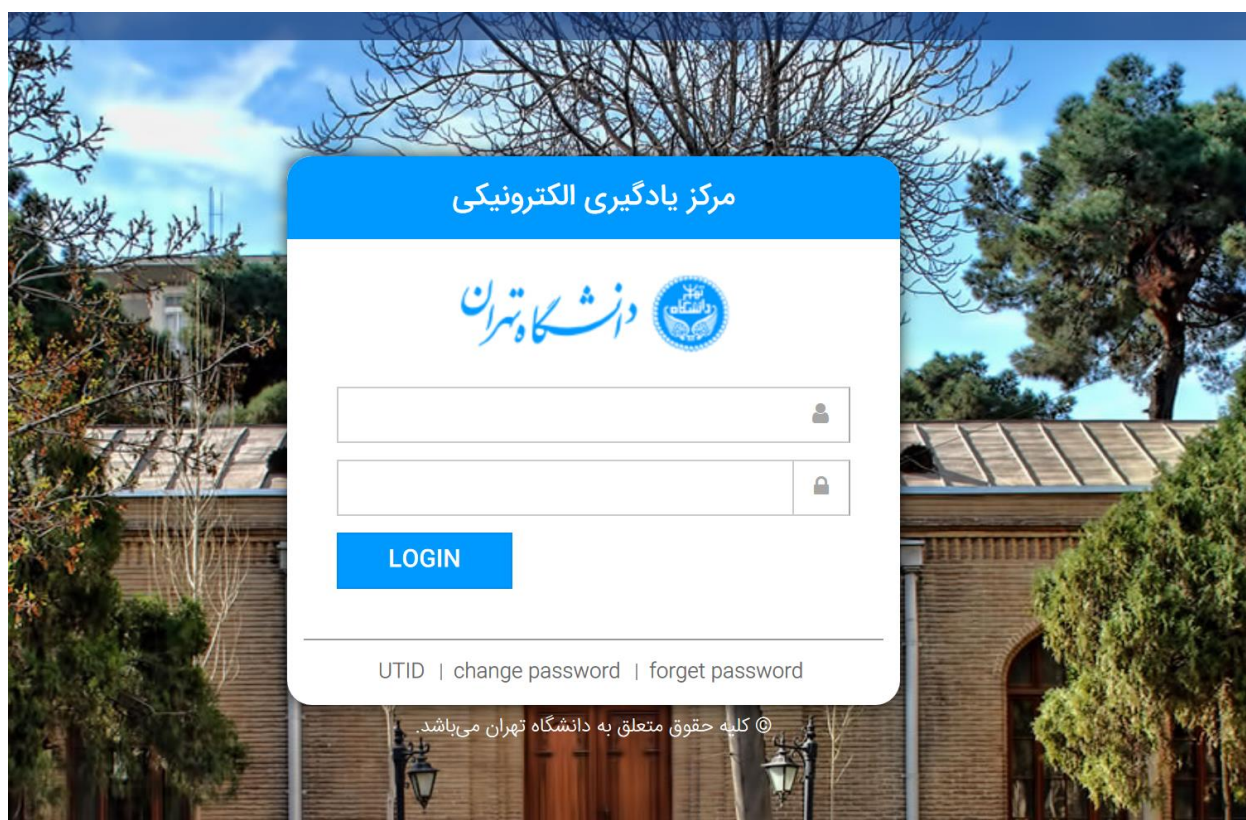 مرکز یادگیری الکترونیکی
دانشگاه تهران
LOGIN
UTID | change password | forget password
© کلیه حقوق متعلق به دانشگاه تهران می‌باشد.